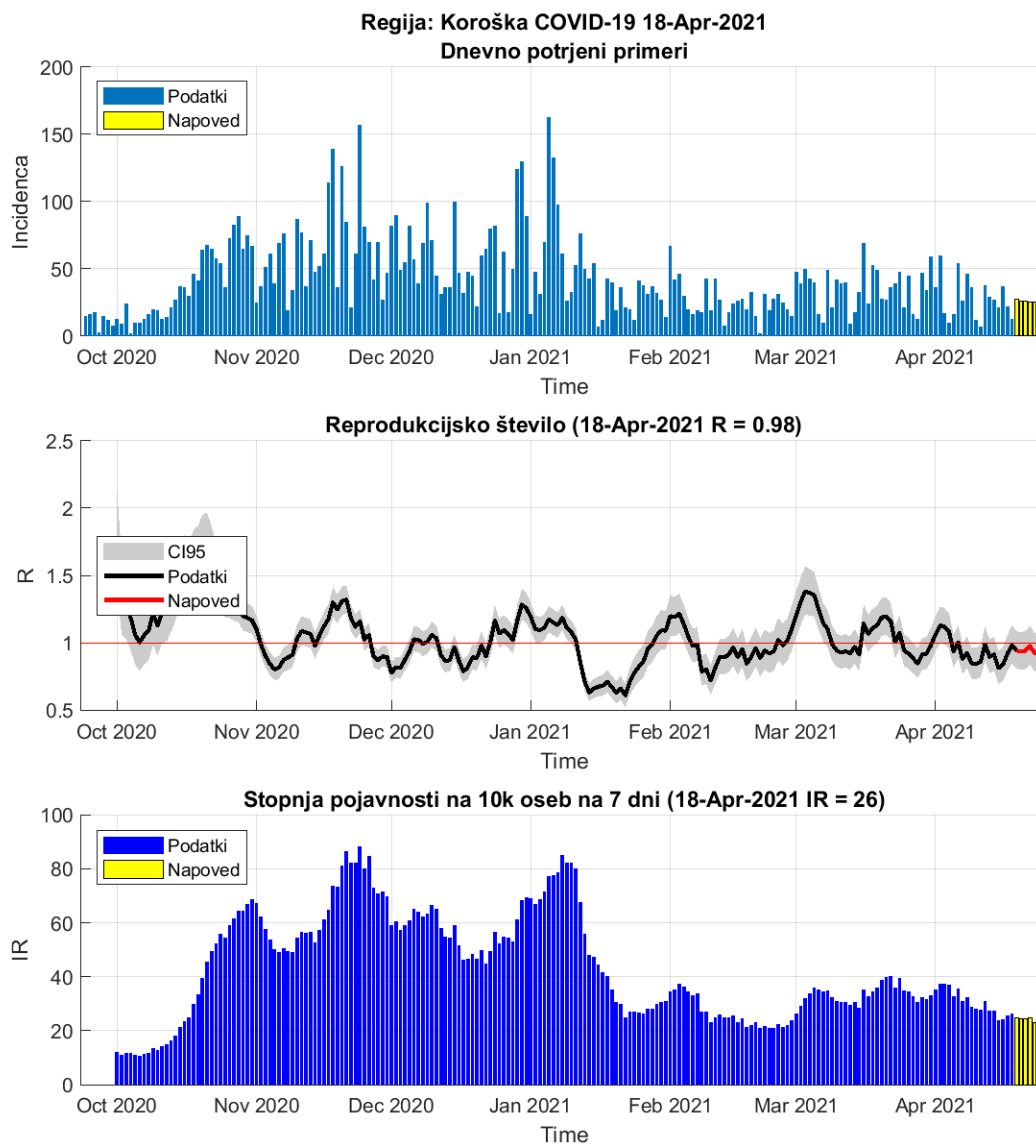 Regija: Koroška COVID-19 18-Apr-2021
Dnevno potrjeni primeri
200
150
100
50
0
Incidenca
Podatki
Napoved
Oct 2020 Nov 2020 Dec 2020 Jan 2021 Feb 2021 Mar 2021 Apr 2021
Time
Reprodukcijsko število (18-Apr-2021 R = 0.98)
2.5
2
1.5
1
0.5
R
CI95
Podatki
Napoved
Oct 2020 Nov 2020 Dec 2020 Jan 2021 Feb 2021 Mar 2021 Apr 2021
Time
Stopnja pojavnosti na 10k oseb na 7 dni (18-Apr-2021 IR = 26)
100
80
60
40
20
0
IR
Podatki
Napoved
Oct 2020 Nov 2020 Dec 2020 Jan 2021 Feb 2021 Mar 2021 Apr 2021
Time